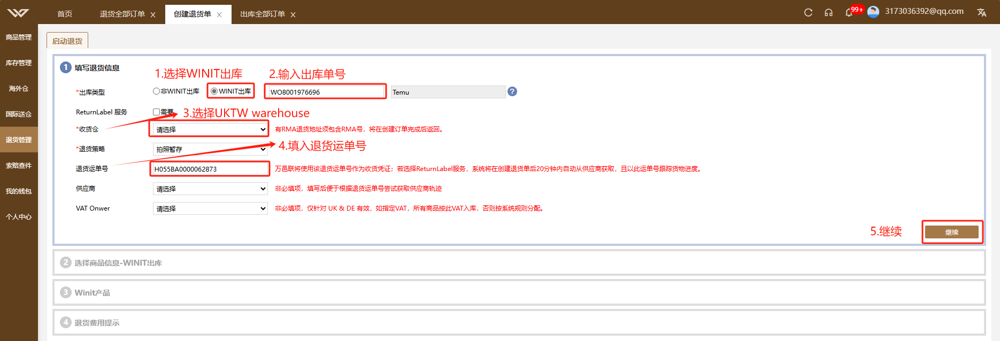 首页
退货全部订单 ×
创建退货单 ×
出库全部订单 ×
99+
3173036392@qq.com
商品管理
库存管理
海外仓
国际送仓
退货管理
索赔查件
我的钱包
个人中心
启动退货
1 填写退货信息
1.选择WINIT出库
2.输入出库单号
*出库类型
非WINIT出库
WINIT出库
WO8001976696
Temu
?
ReturnLabel 服务
需要
3.选择UKTW warehouse
*收货仓
请选择
有RMA退货地址须包含RMA号，将在创建订单完成后返回。
*退货策略
拍照暂存
4.填入退货运单号
退货运单号
H055BA0000062873
万邑联将使用该退货运单号作为收货凭证；若选择ReturnLabel服务，系统将在创建退货单后20分钟内自动从供应商获取，且以此运单号跟踪货物进度。
供应商
请选择
非必填项，填写后便于根据退货运单号尝试获取供应商轨迹
VAT Onwer
请选择
非必填项，仅针对 UK & DE 有效，如指定VAT，所有商品按此VAT入库，否则按系统规则分配。
5.继续
继续
2 选择商品信息-WINIT出库
3 Winit产品
4 退货费用提示